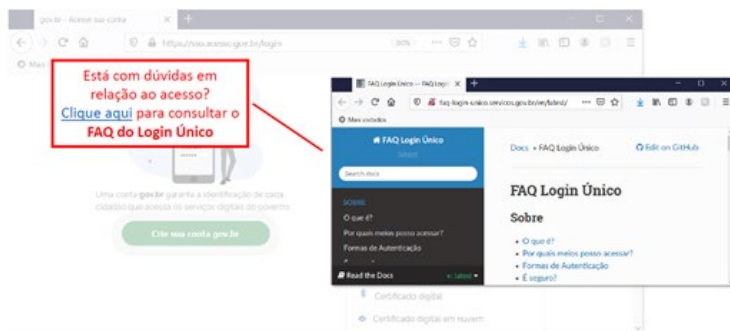 gov.br - Acesse sua conta
https://sso.acesso.gov.br/login
80%
Está com dúvidas em
relação ao acesso?
Clique aqui para consultar o
FAQ do Login Único
Uma conta gov.br garante a identificação de cada
cidadão que acessa os serviços digitais do governo
Crie sua conta gov.br
Certificado digital
Certificado digital em nuvem
FAQ Login Único — FAQ Login
faq-login-unico.servicos.gov.br/en/latest/
Mais visitados
FAQ Login Único
latest
Search docs
SOBRE
O que é?
Por quais meios posso acessar?
Formas de Autenticação
Read the Docs
v: latest
Docs » FAQ Login Único
Edit on GitHub
FAQ Login Único
Sobre
O que é?
Por quais meios posso acessar?
Formas de Autenticação
É seguro?